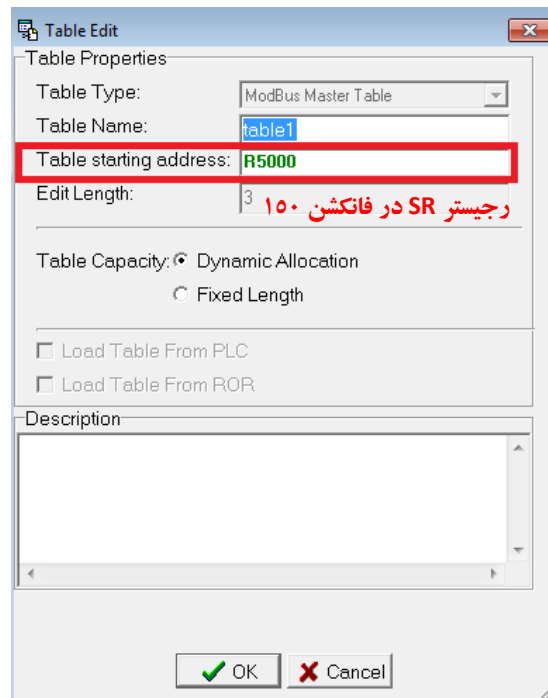 Table Edit
Table Properties
Table Type: ModBus Master Table
Table Name: table1
Table starting address: R5000
Edit Length: 3
رجیستر SR در فانکشن ۱۵۰
Table Capacity: Dynamic Allocation
Fixed Length
Load Table From PLC
Load Table From ROR
Description
OK Cancel